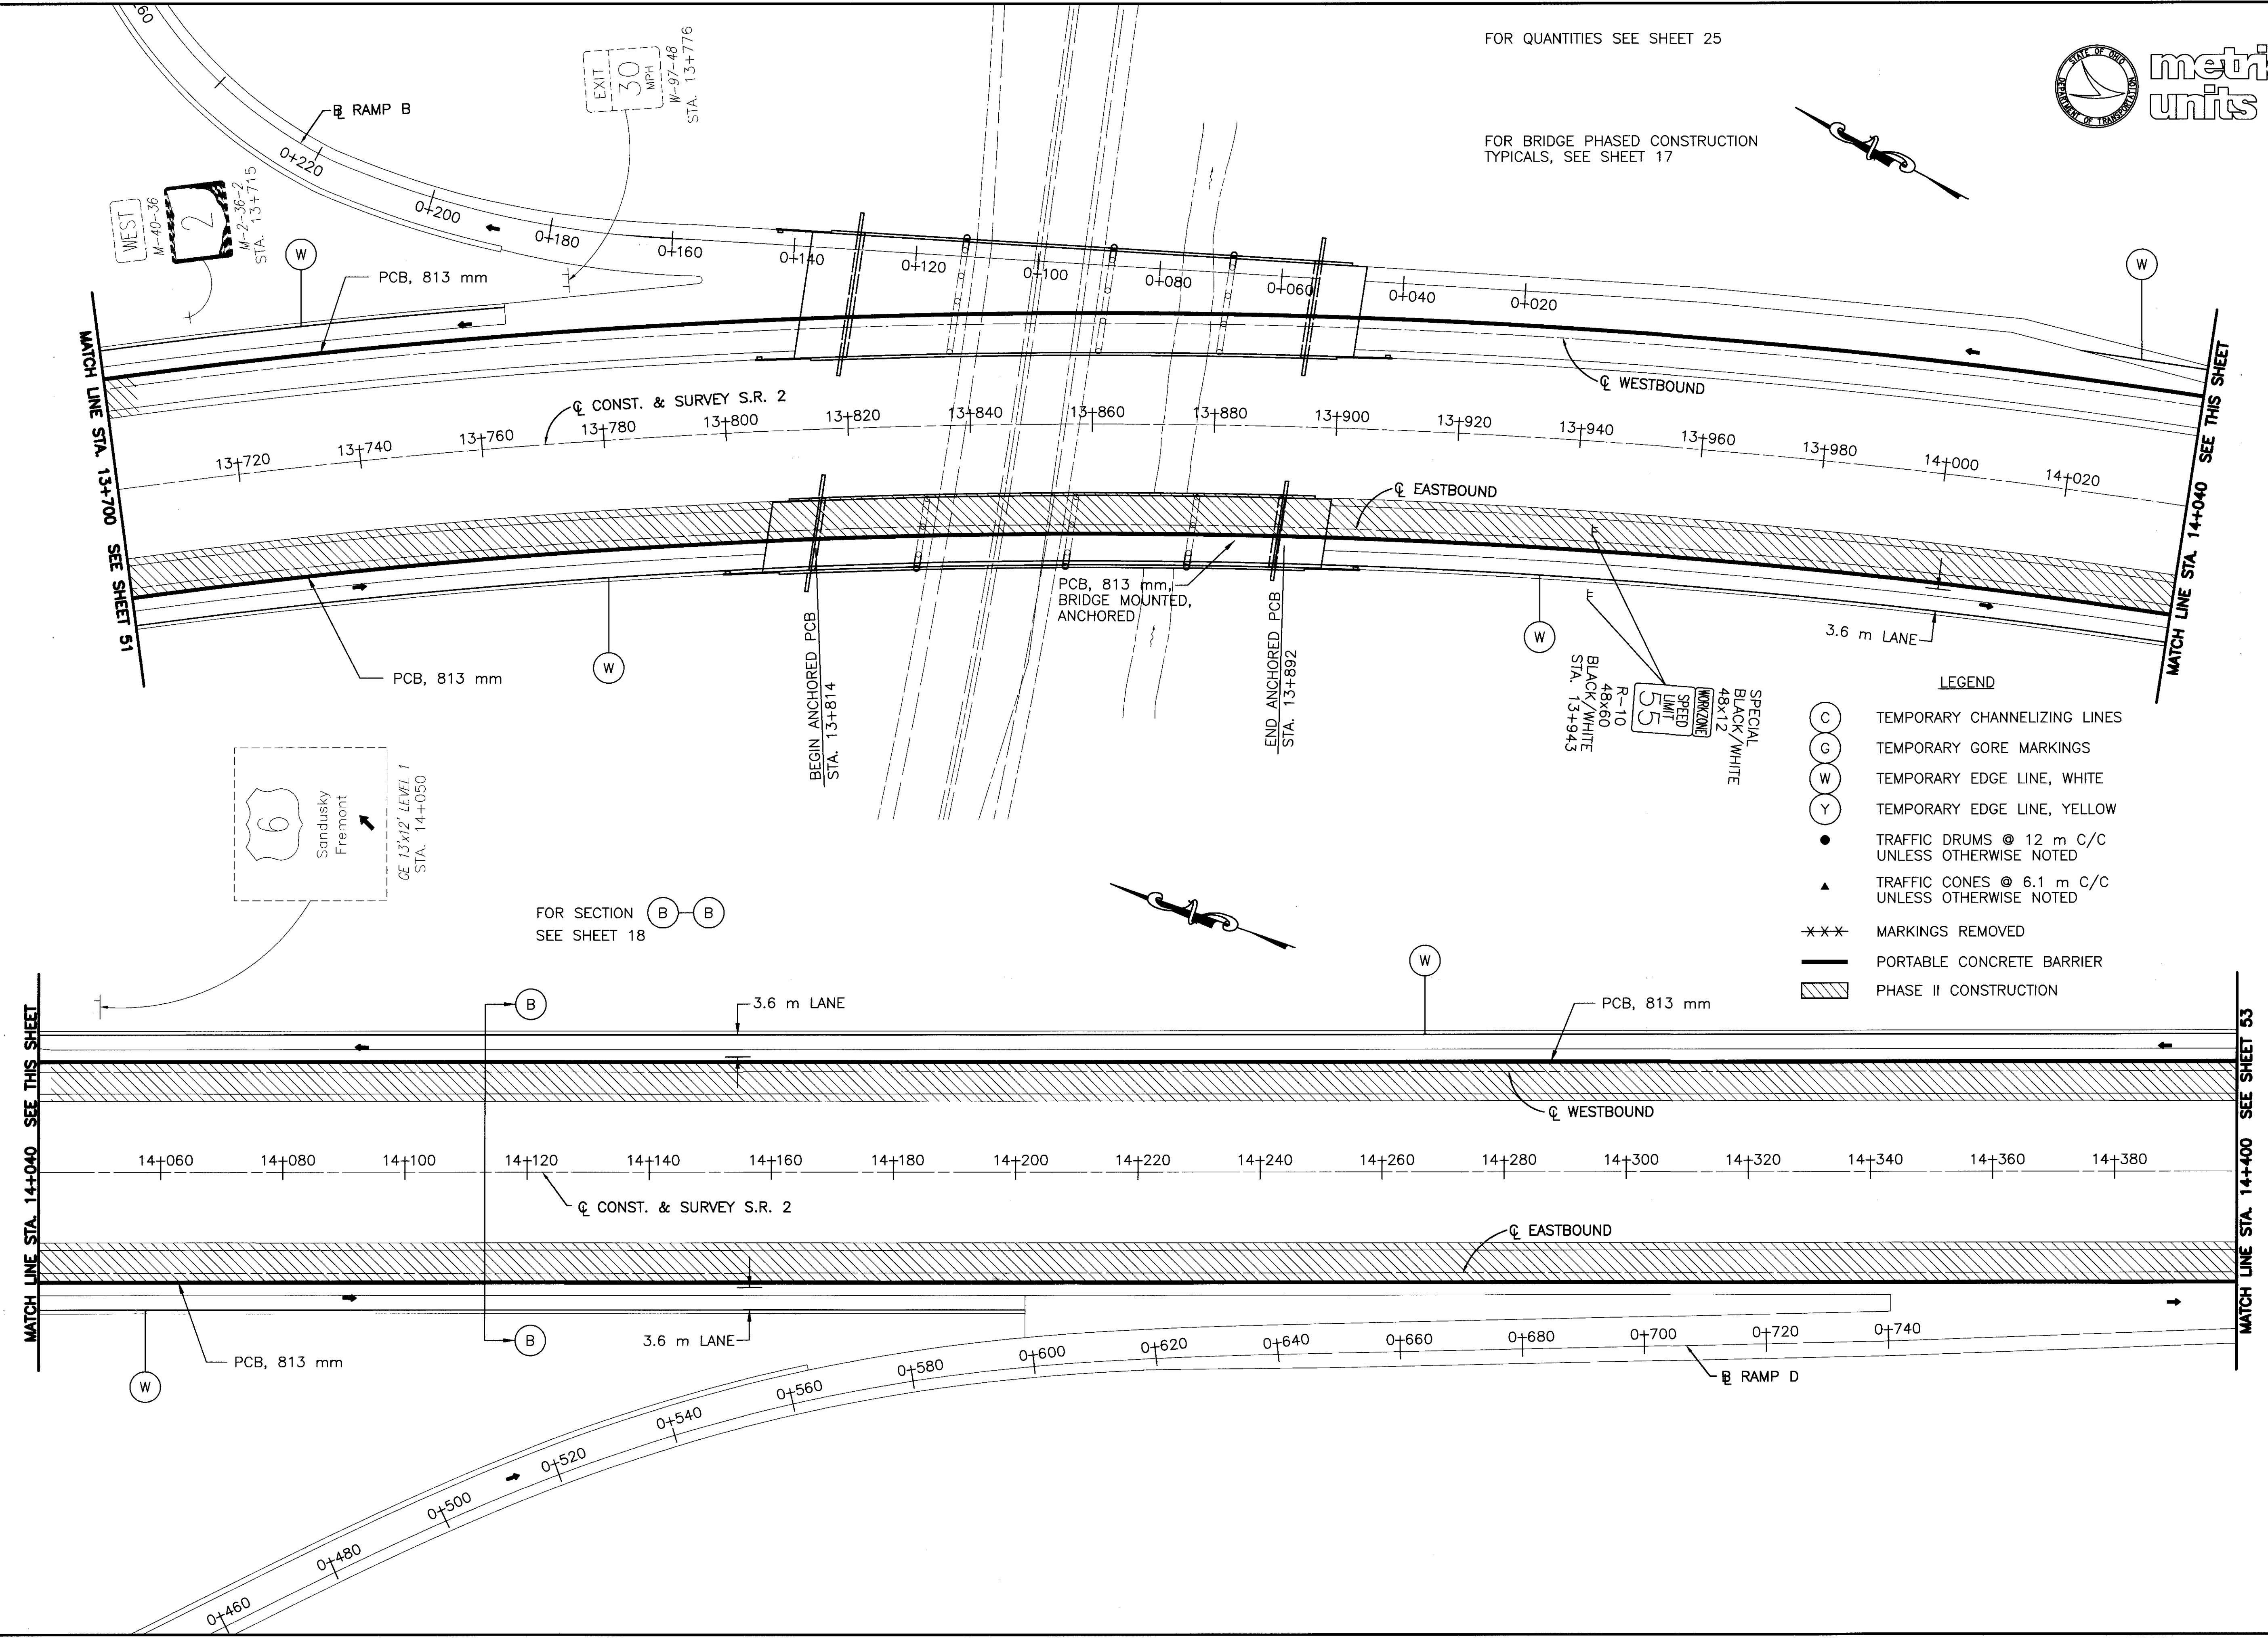 FOR QUANTITIES SEE SHEET 25
FOR BRIDGE PHASED CONSTRUCTION
TYPICALS, SEE SHEET 17
STATE OF OHIO
DEPARTMENT OF TRANSPORTATION
metri
units
60
℄ RAMP B
0+220
0+200
0+180
0+160
0+140
0+120
0+100
0+080
0+060
0+040
0+020
EXIT
30
MPH
W-97-48
STA. 13+776
WEST
M-40-36
2
M-2-36-2
STA. 13+715
W
PCB, 813 mm
W
MATCH LINE STA. 13+700 SEE SHEET 51
℄ WESTBOUND
℄ CONST. & SURVEY S.R. 2
13+720
13+740
13+760
13+780
13+800
13+820
13+840
13+860
13+880
13+900
13+920
13+940
13+960
13+980
14+000
14+020
MATCH LINE STA. 14+040 SEE THIS SHEET
℄ EASTBOUND
PCB, 813 mm
W
BEGIN ANCHORED PCB
STA. 13+814
PCB, 813 mm,
BRIDGE MOUNTED,
ANCHORED
END ANCHORED PCB
STA. 13+892
W
3.6 m LANE
SPECIAL
BLACK/WHITE
48x12
WORKZONE
SPEED
LIMIT
55
R-10
48x60
BLACK/WHITE
STA. 13+943
LEGEND
C TEMPORARY CHANNELIZING LINES
G TEMPORARY GORE MARKINGS
W TEMPORARY EDGE LINE, WHITE
Y TEMPORARY EDGE LINE, YELLOW
TRAFFIC DRUMS @ 12 m C/C
UNLESS OTHERWISE NOTED
TRAFFIC CONES @ 6.1 m C/C
UNLESS OTHERWISE NOTED
MARKINGS REMOVED
PORTABLE CONCRETE BARRIER
PHASE II CONSTRUCTION
6
Sandusky
Fremont
GE 13'x12' LEVEL 1
STA. 14+050
FOR SECTION B-B
SEE SHEET 18
MATCH LINE STA. 14+040 SEE THIS SHEET
B
3.6 m LANE
W
PCB, 813 mm
℄ WESTBOUND
14+060
14+080
14+100
14+120
14+140
14+160
14+180
14+200
14+220
14+240
14+260
14+280
14+300
14+320
14+340
14+360
14+380
℄ CONST. & SURVEY S.R. 2
℄ EASTBOUND
MATCH LINE STA. 14+400 SEE SHEET 53
W
PCB, 813 mm
B
3.6 m LANE
0+460
0+480
0+500
0+520
0+540
0+560
0+580
0+600
0+620
0+640
0+660
0+680
0+700
0+720
0+740
℄ RAMP D